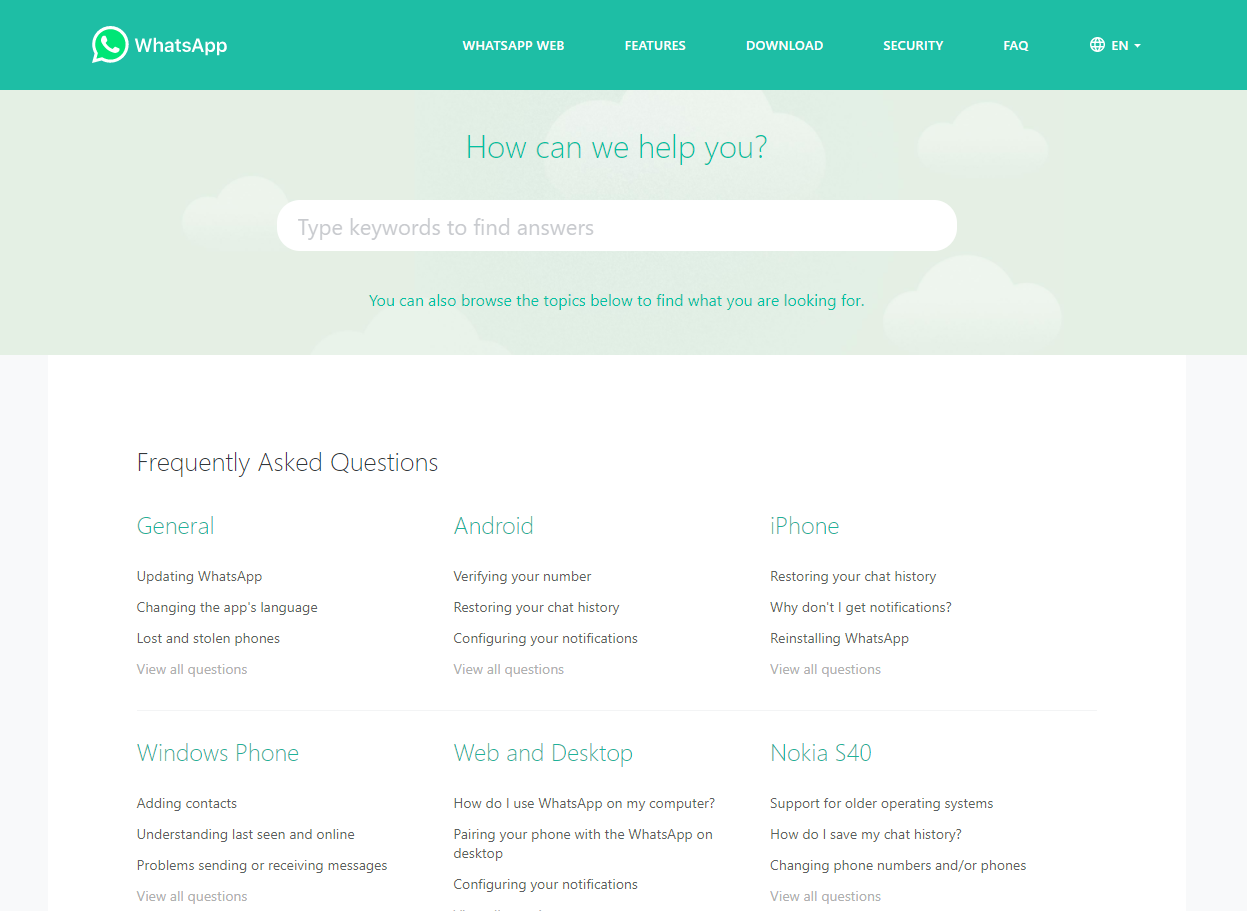 WhatsApp
WHATSAPP WEB
FEATURES
DOWNLOAD
SECURITY
FAQ
EN
How can we help you?
Type keywords to find answers
You can also browse the topics below to find what you are looking for.
Frequently Asked Questions
General
Updating WhatsApp
Changing the app's language
Lost and stolen phones
View all questions
Android
Verifying your number
Restoring your chat history
Configuring your notifications
View all questions
iPhone
Restoring your chat history
Why don't I get notifications?
Reinstalling WhatsApp
View all questions
Windows Phone
Adding contacts
Understanding last seen and online
Problems sending or receiving messages
View all questions
Web and Desktop
How do I use WhatsApp on my computer?
Pairing your phone with the WhatsApp on
desktop
Configuring your notifications
Nokia S40
Support for older operating systems
How do I save my chat history?
Changing phone numbers and/or phones
View all questions